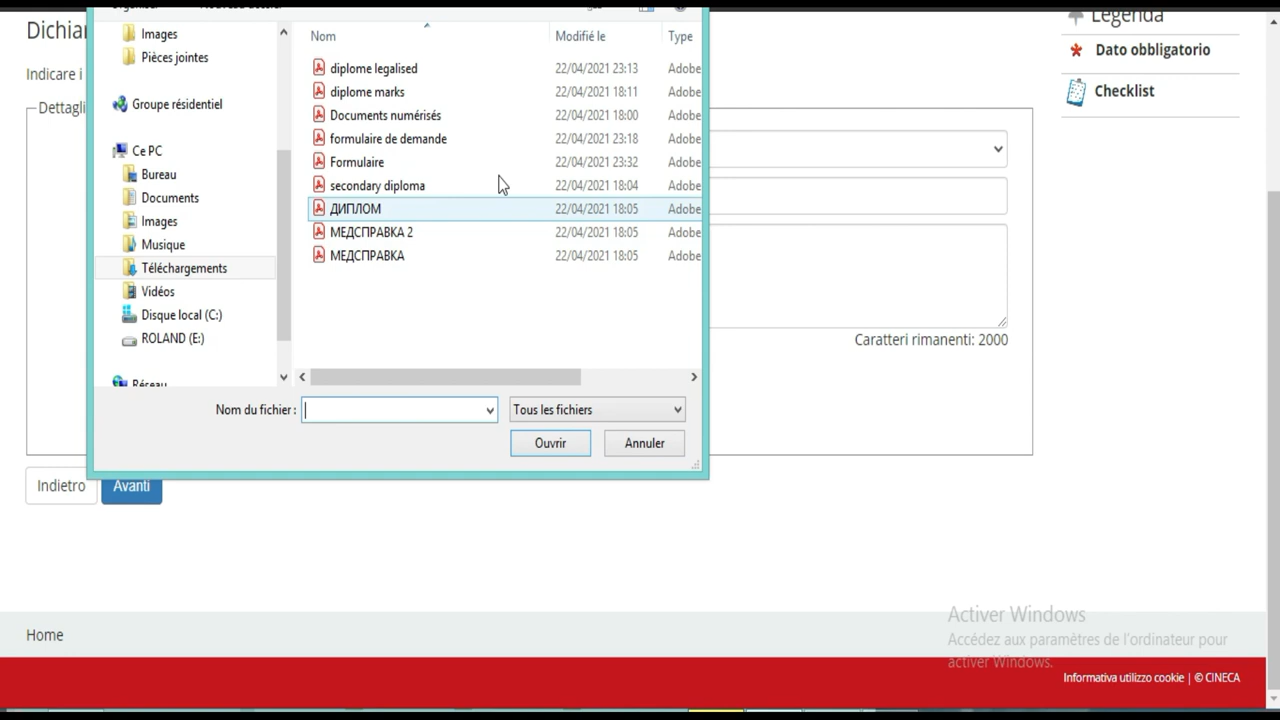 Dichiar
Legenda
Indicare i
Dato obbligatorio
Checklist
Dettagli
Images
Pièces jointes
Groupe résidentiel
Ce PC
Bureau
Documents
Images
Musique
Téléchargements
Vidéos
Disque local (C:)
ROLAND (E:)
Réseau
Nom Modifié le Type
diplome legalised 22/04/2021 23:13 Adobe
diplome marks 22/04/2021 18:11 Adobe
Documents numérisés 22/04/2021 18:00 Adobe
formulaire de demande 22/04/2021 23:18 Adobe
Formulaire 22/04/2021 23:32 Adobe
secondary diploma 22/04/2021 18:04 Adobe
ДИПЛОМ 22/04/2021 18:05 Adobe
МЕДСПРАВКА 2 22/04/2021 18:05 Adobe
МЕДСПРАВКА 22/04/2021 18:05 Adobe
Nom du fichier : Tous les fichiers
Ouvrir Annuler
Caratteri rimanenti: 2000
Indietro Avanti
Activer Windows
Accédez aux paramètres de l'ordinateur pour
activer Windows.
Home
Informativa utilizzo cookie | © CINECA